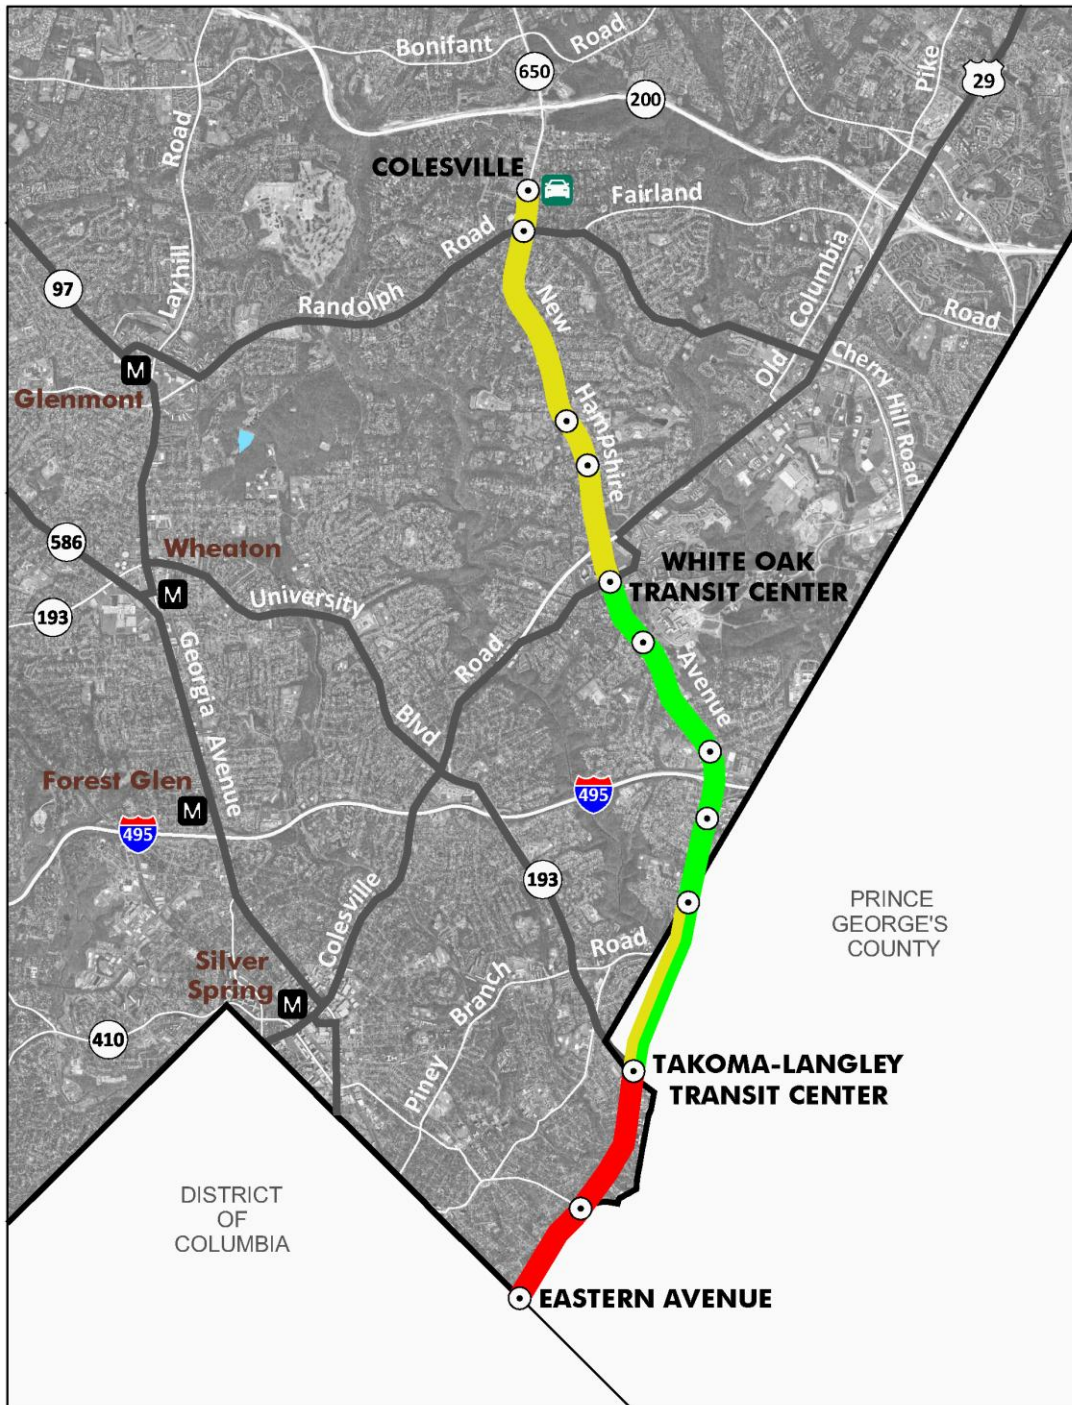 Bonifant Road
650
200
29
Pike
COLESVILLE
Layhill Road
Fairland Road
Randolph Road
97
New Hampshire Avenue
Old Columbia
Cherry Hill Road
M
Glenmont
586
Wheaton
M
193
University Blvd
WHITE OAK
TRANSIT CENTER
Georgia Avenue
Colesville Road
Forest Glen
M
495
495
193
PRINCE
GEORGE'S
COUNTY
Piney Branch Road
Silver
Spring
M
410
TAKOMA-LANGLEY
TRANSIT CENTER
DISTRICT
OF
COLUMBIA
EASTERN AVENUE